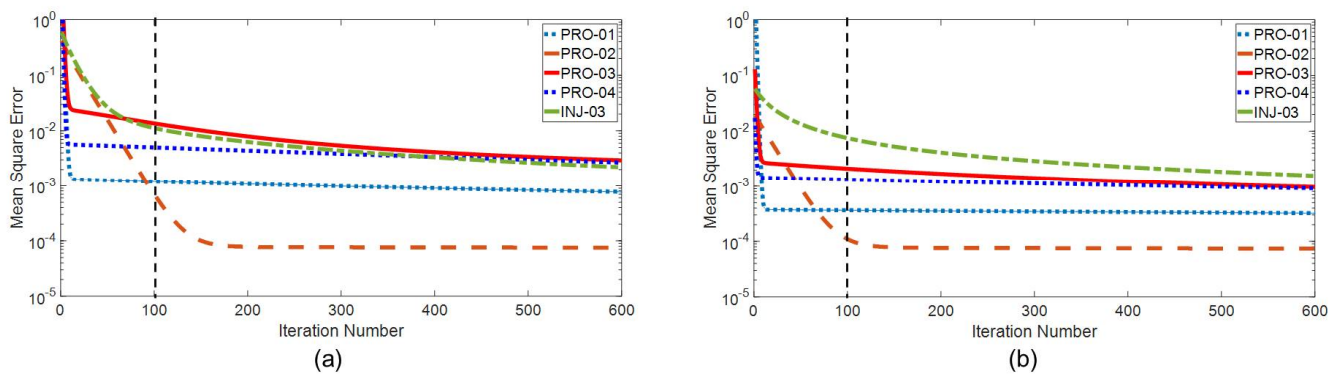 10^0
10^-1
10^-2
10^-3
10^-4
10^-5
Mean Square Error
0 100 200 300 400 500 600
Iteration Number
PRO-01
PRO-02
PRO-03
PRO-04
INJ-03
(a)
10^0
10^-1
10^-2
10^-3
10^-4
10^-5
Mean Square Error
0 100 200 300 400 500 600
Iteration Number
PRO-01
PRO-02
PRO-03
PRO-04
INJ-03
(b)